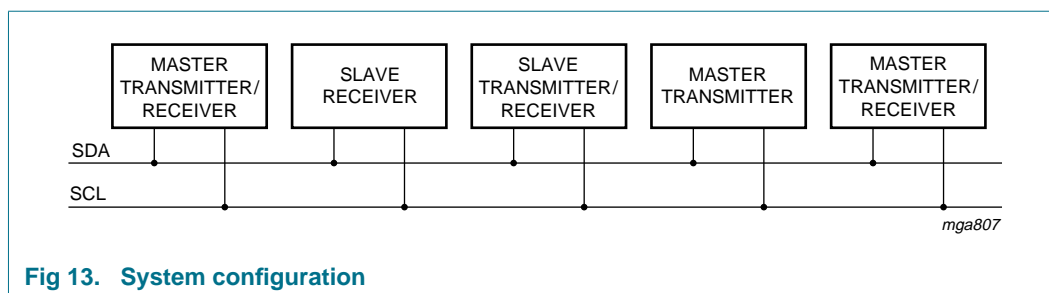 MASTER
TRANSMITTER/
RECEIVER
SLAVE
RECEIVER
SLAVE
TRANSMITTER/
RECEIVER
MASTER
TRANSMITTER
MASTER
TRANSMITTER/
RECEIVER
SDA
SCL
mga807
Fig 13. System configuration